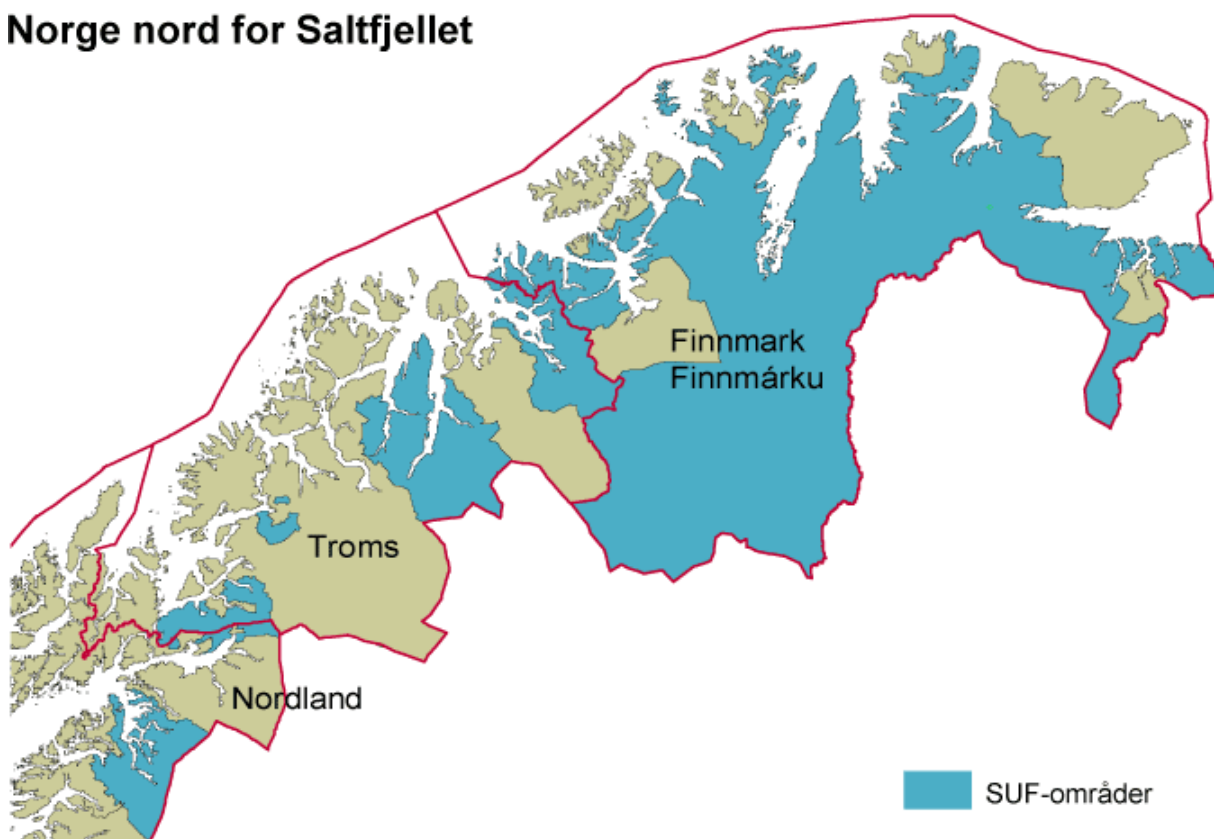 Norge nord for Saltfjellet
Finnmark
Finnmárku
Troms
Nordland
SUF-områder